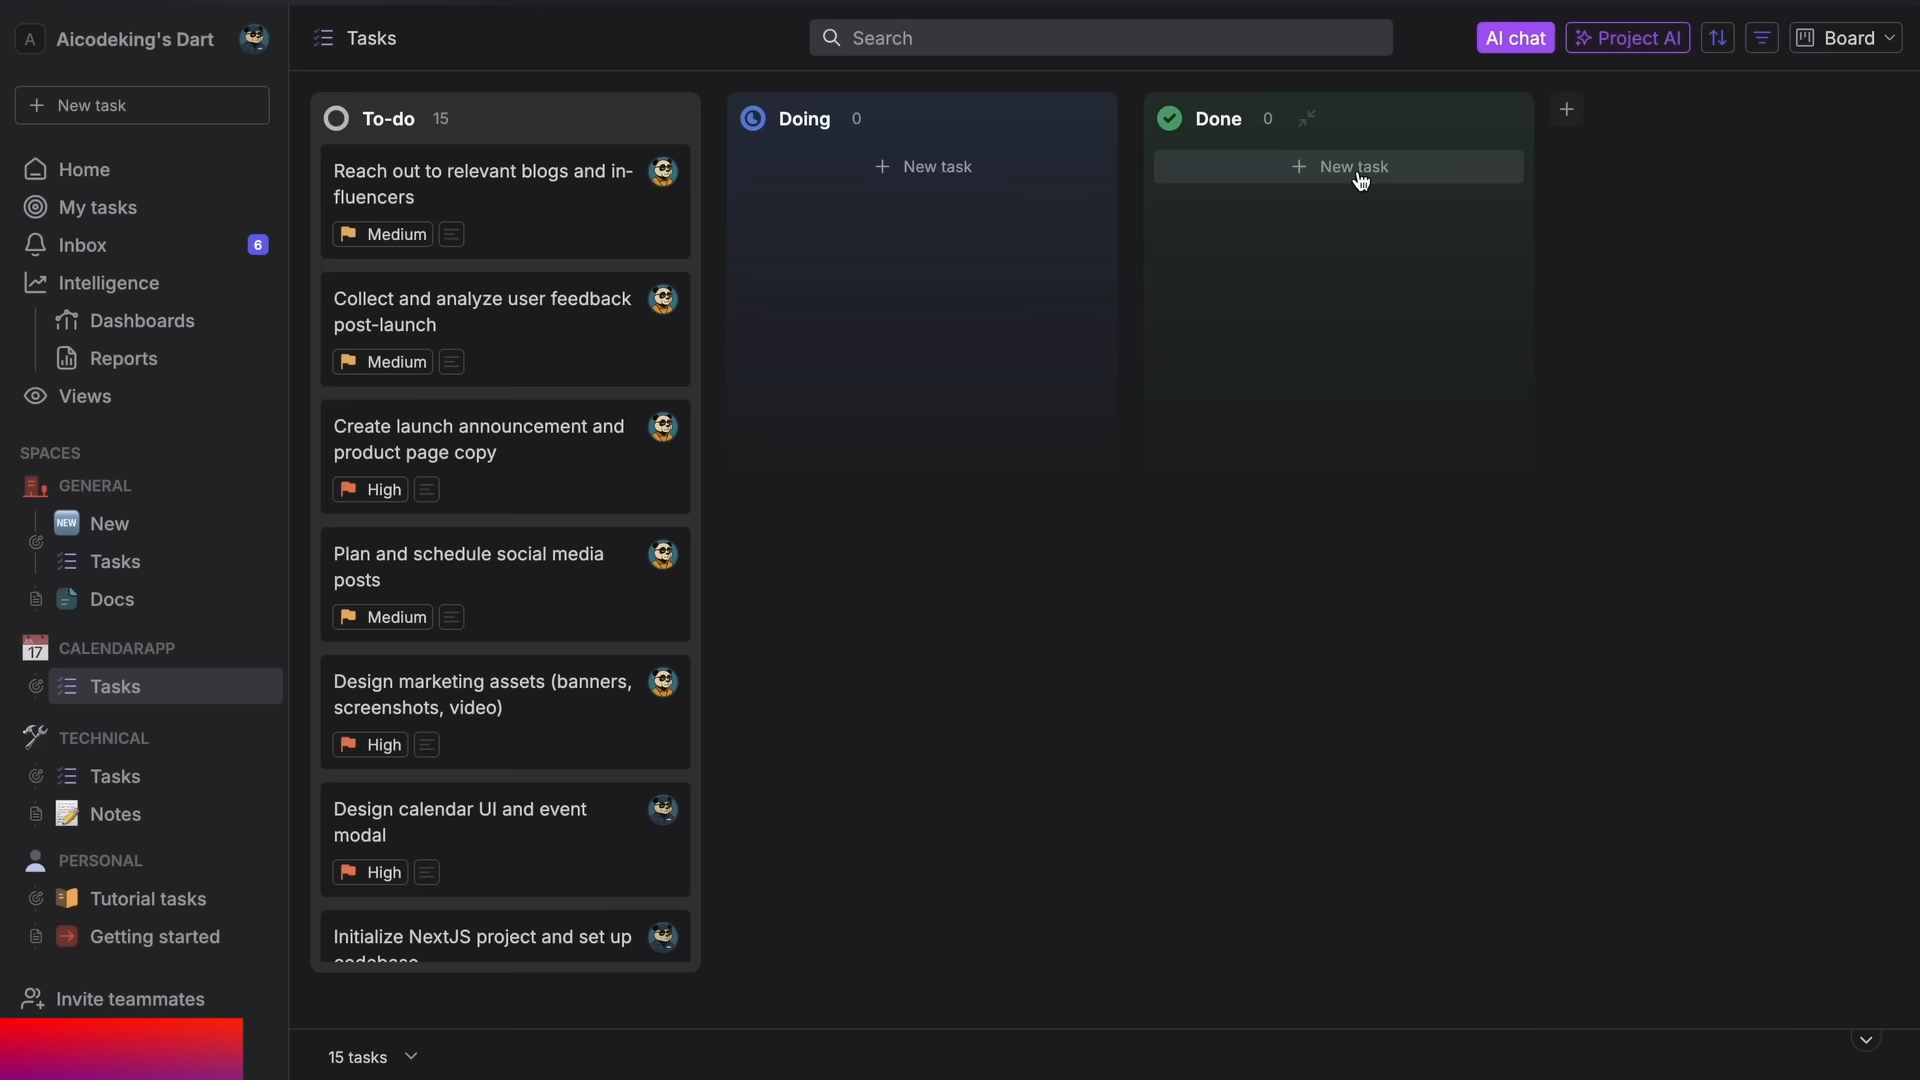 A
Aicodeking's Dart
Tasks
Search
AI chat
Project AI
Board
New task
Home
My tasks
Inbox
6
Intelligence
Dashboards
Reports
Views
SPACES
GENERAL
NEW
New
Tasks
Docs
17
CALENDARAPP
Tasks
TECHNICAL
Tasks
Notes
PERSONAL
Tutorial tasks
Getting started
Invite teammates
To-do 15
Reach out to relevant blogs and in-
fluencers
Medium
Collect and analyze user feedback
post-launch
Medium
Create launch announcement and
product page copy
High
Plan and schedule social media
posts
Medium
Design marketing assets (banners,
screenshots, video)
High
Design calendar UI and event
modal
High
Initialize NextJS project and set up
codebase
Doing 0
New task
Done 0
New task
15 tasks